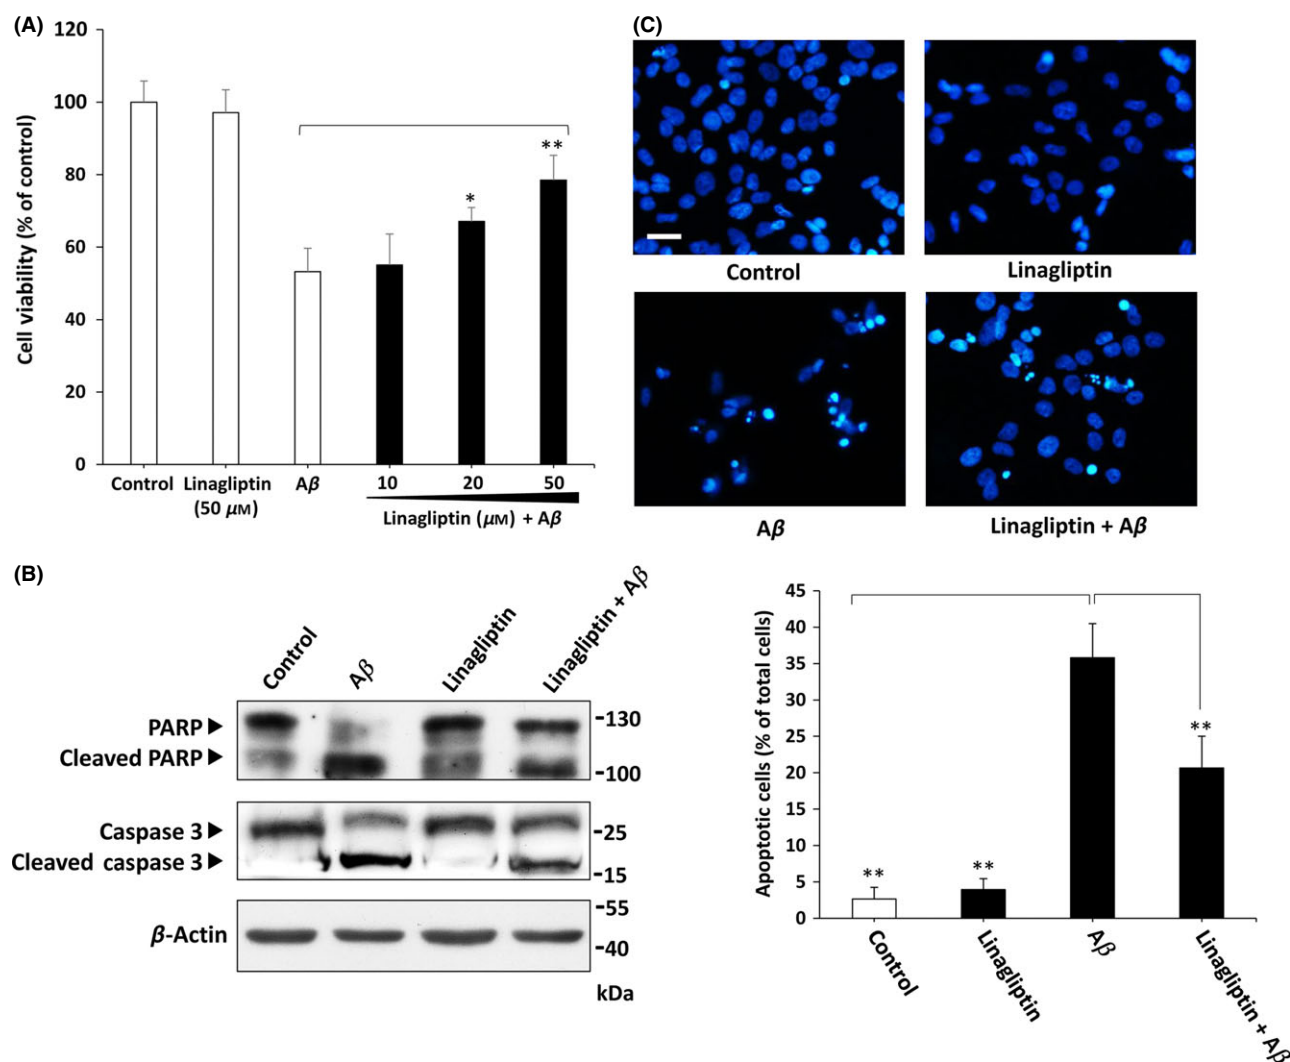 (A)
120
100
80
60
40
20
0
Cell viability (% of control)
*
**
Control
Linagliptin
(50 μM)
Aβ
10
20
50
Linagliptin (μM) + Aβ
(B)
Control
Aβ
Linagliptin
Linagliptin + Aβ
PARP
Cleaved PARP
-130
-100
Caspase 3
Cleaved caspase 3
-25
-15
β-Actin
-55
-40
kDa
(C)
Control
Linagliptin
Aβ
Linagliptin + Aβ
45
40
35
30
25
20
15
10
5
0
Apoptotic cells (% of total cells)
**
**
**
Control
Linagliptin
Aβ
Linagliptin + Aβ